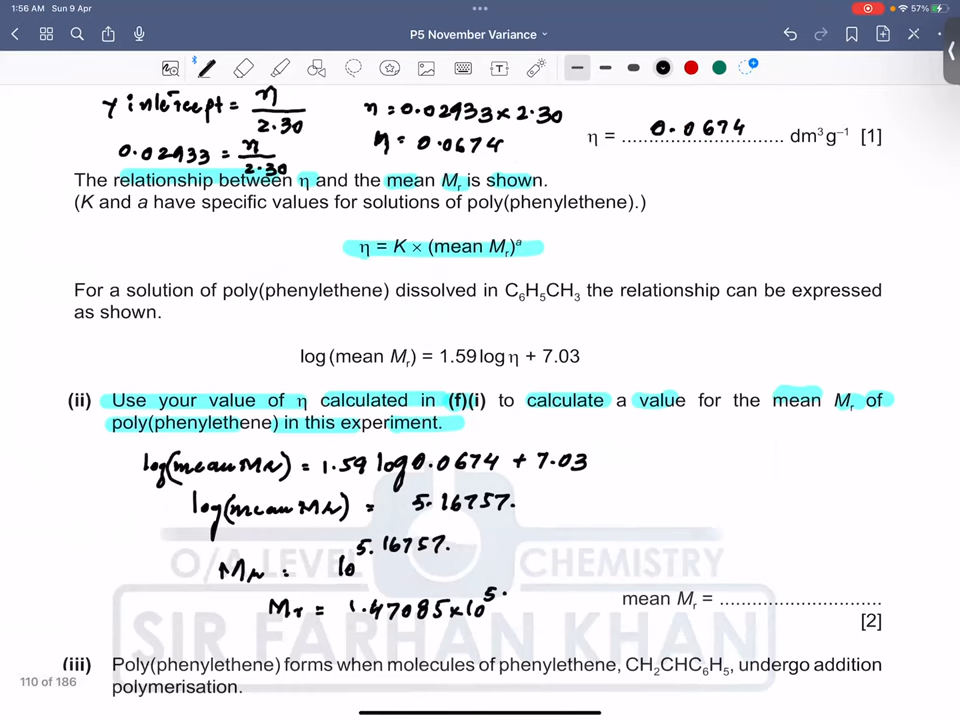 1:56 AM Sun 9 Apr
57%
P5 November Variance
y intercept = η / 2.30
η = 0.02933 x 2.30
0.02933 = η / 2.30
η = 0.0674
η = ....0.0674.... dm³ g⁻¹ [1]
The relationship between η and the mean Mᵣ is shown.
(K and a have specific values for solutions of poly(phenylethene).)
η = K × (mean Mᵣ)ᵃ
For a solution of poly(phenylethene) dissolved in C₆H₅CH₃ the relationship can be expressed
as shown.
log (mean Mᵣ) = 1.59 log η + 7.03
(ii) Use your value of η calculated in (f)(i) to calculate a value for the mean Mᵣ of
poly(phenylethene) in this experiment.
log(mean Mr) = 1.59 log 0.0674 + 7.03
log(mean Mr) = 5.16757.
Mr = 10^5.16757.
Mr = 1.47085 x 10⁵.
mean Mᵣ = ..............................
[2]
O/A LEVEL CHEMISTRY
SIR FARHAN KHAN
(iii) Poly(phenylethene) forms when molecules of phenylethene, CH₂CHC₆H₅, undergo addition
polymerisation.
110 of 186